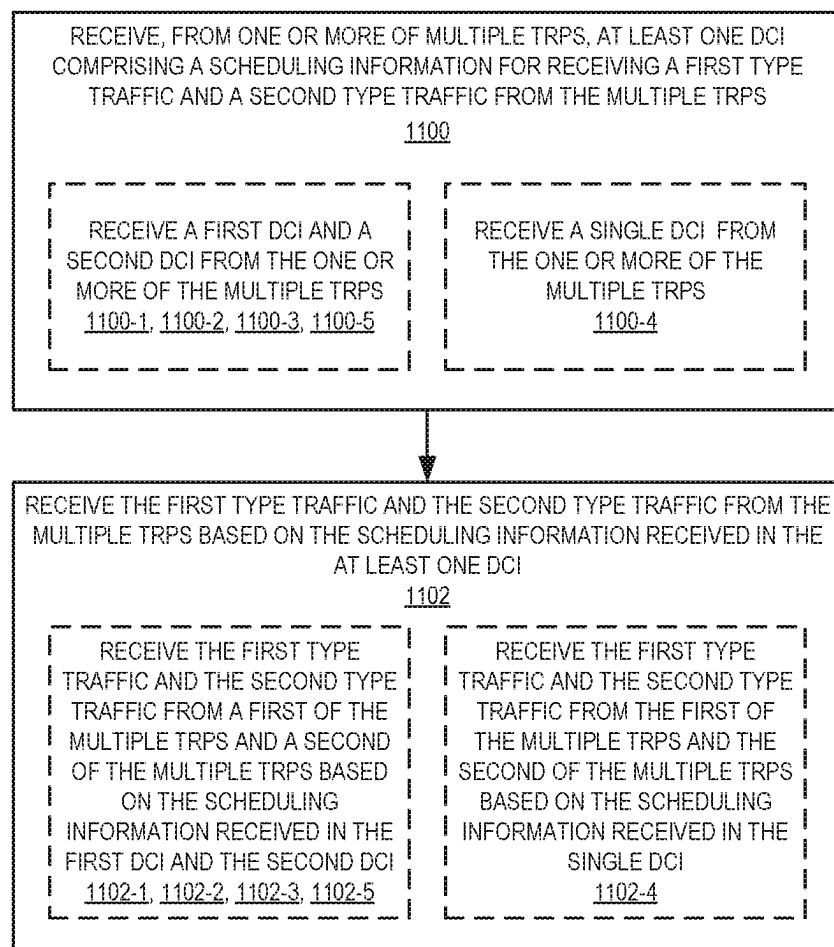 RECEIVE, FROM ONE OR MORE OF MULTIPLE TRPS, AT LEAST ONE DCI
COMPRISING A SCHEDULING INFORMATION FOR RECEIVING A FIRST TYPE
TRAFFIC AND A SECOND TYPE TRAFFIC FROM THE MULTIPLE TRPS
1100
RECEIVE A FIRST DCI AND A
SECOND DCI FROM THE ONE OR
MORE OF THE MULTIPLE TRPS
1100-1, 1100-2, 1100-3, 1100-5
RECEIVE A SINGLE DCI FROM
THE ONE OR MORE OF THE
MULTIPLE TRPS
1100-4
RECEIVE THE FIRST TYPE TRAFFIC AND THE SECOND TYPE TRAFFIC FROM THE
MULTIPLE TRPS BASED ON THE SCHEDULING INFORMATION RECEIVED IN THE
AT LEAST ONE DCI
1102
RECEIVE THE FIRST TYPE
TRAFFIC AND THE SECOND TYPE
TRAFFIC FROM A FIRST OF THE
MULTIPLE TRPS AND A SECOND
OF THE MULTIPLE TRPS BASED
ON THE SCHEDULING
INFORMATION RECEIVED IN THE
FIRST DCI AND THE SECOND DCI
1102-1, 1102-2, 1102-3, 1102-5
RECEIVE THE FIRST TYPE
TRAFFIC AND THE SECOND TYPE
TRAFFIC FROM THE FIRST OF
THE MULTIPLE TRPS AND THE
SECOND OF THE MULTIPLE TRPS
BASED ON THE SCHEDULING
INFORMATION RECEIVED IN THE
SINGLE DCI
1102-4